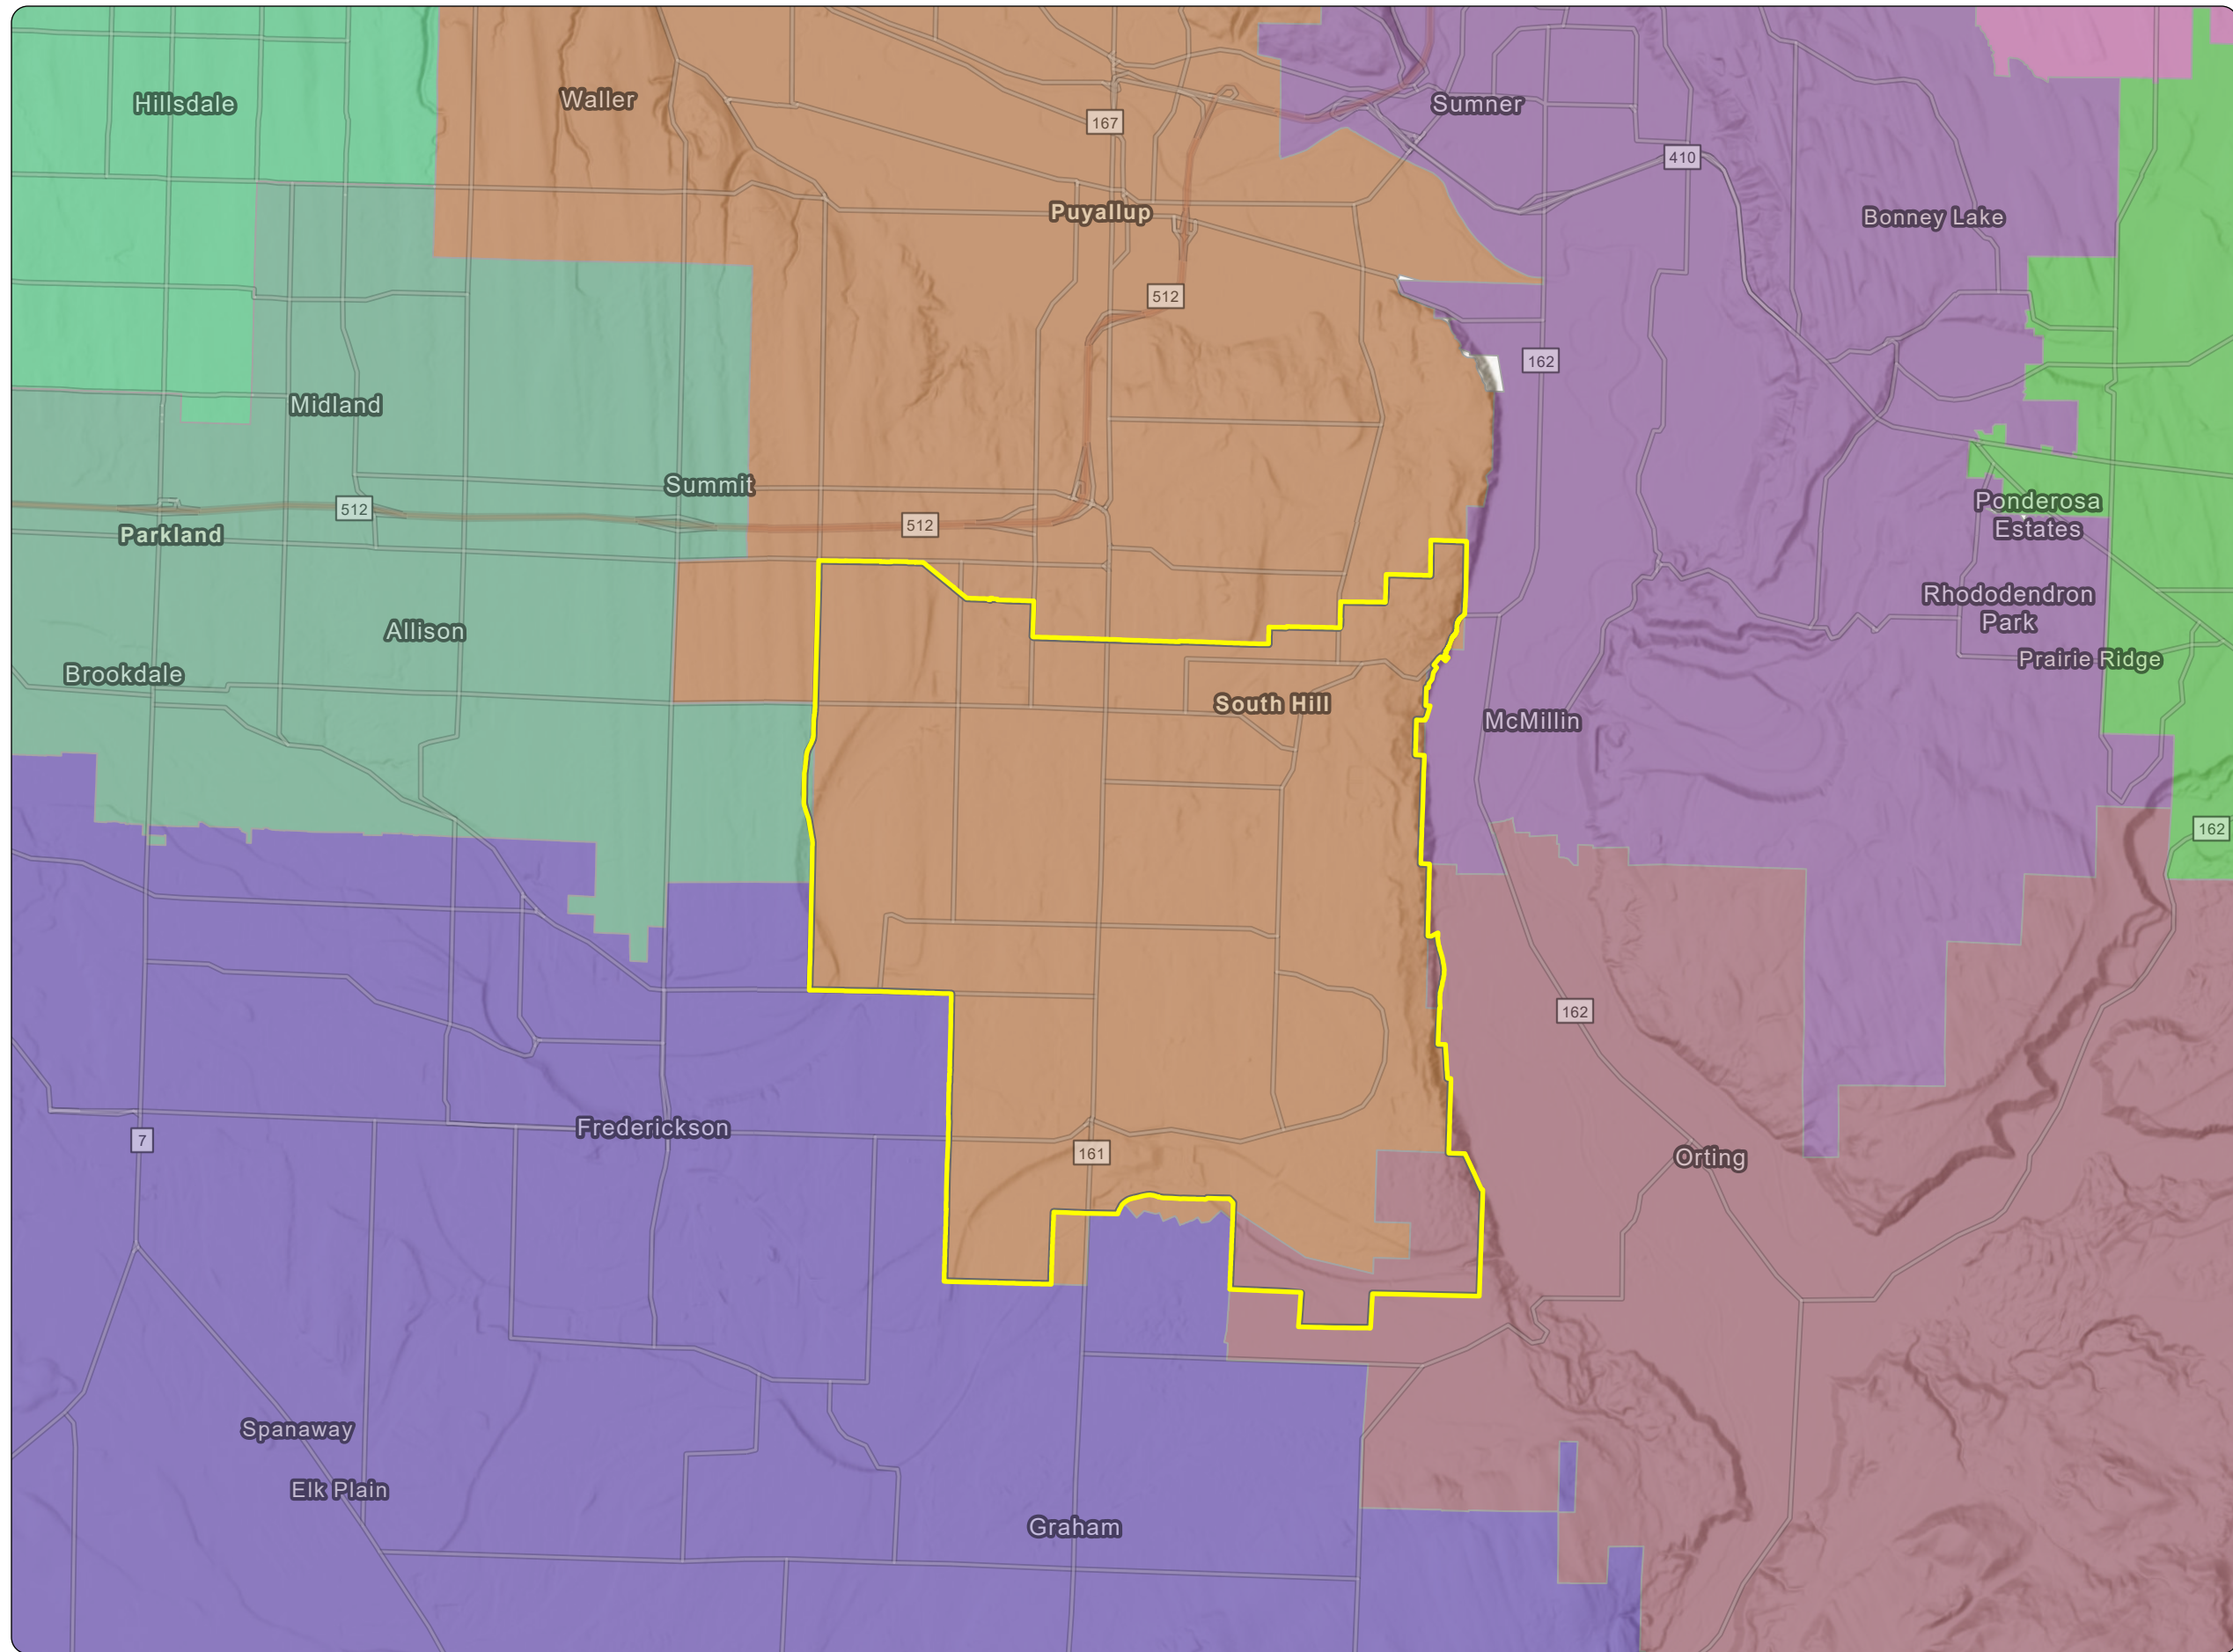 Hillsdale
Waller
167
Sumner
410
Puyallup
Bonney Lake
512
162
Midland
Summit
512
512
Parkland
Ponderosa
Estates
Allison
Rhododendron
Park
Brookdale
Prairie Ridge
South Hill
McMillin
162
162
Frederickson
7
161
Orting
Spanaway
Elk Plain
Graham